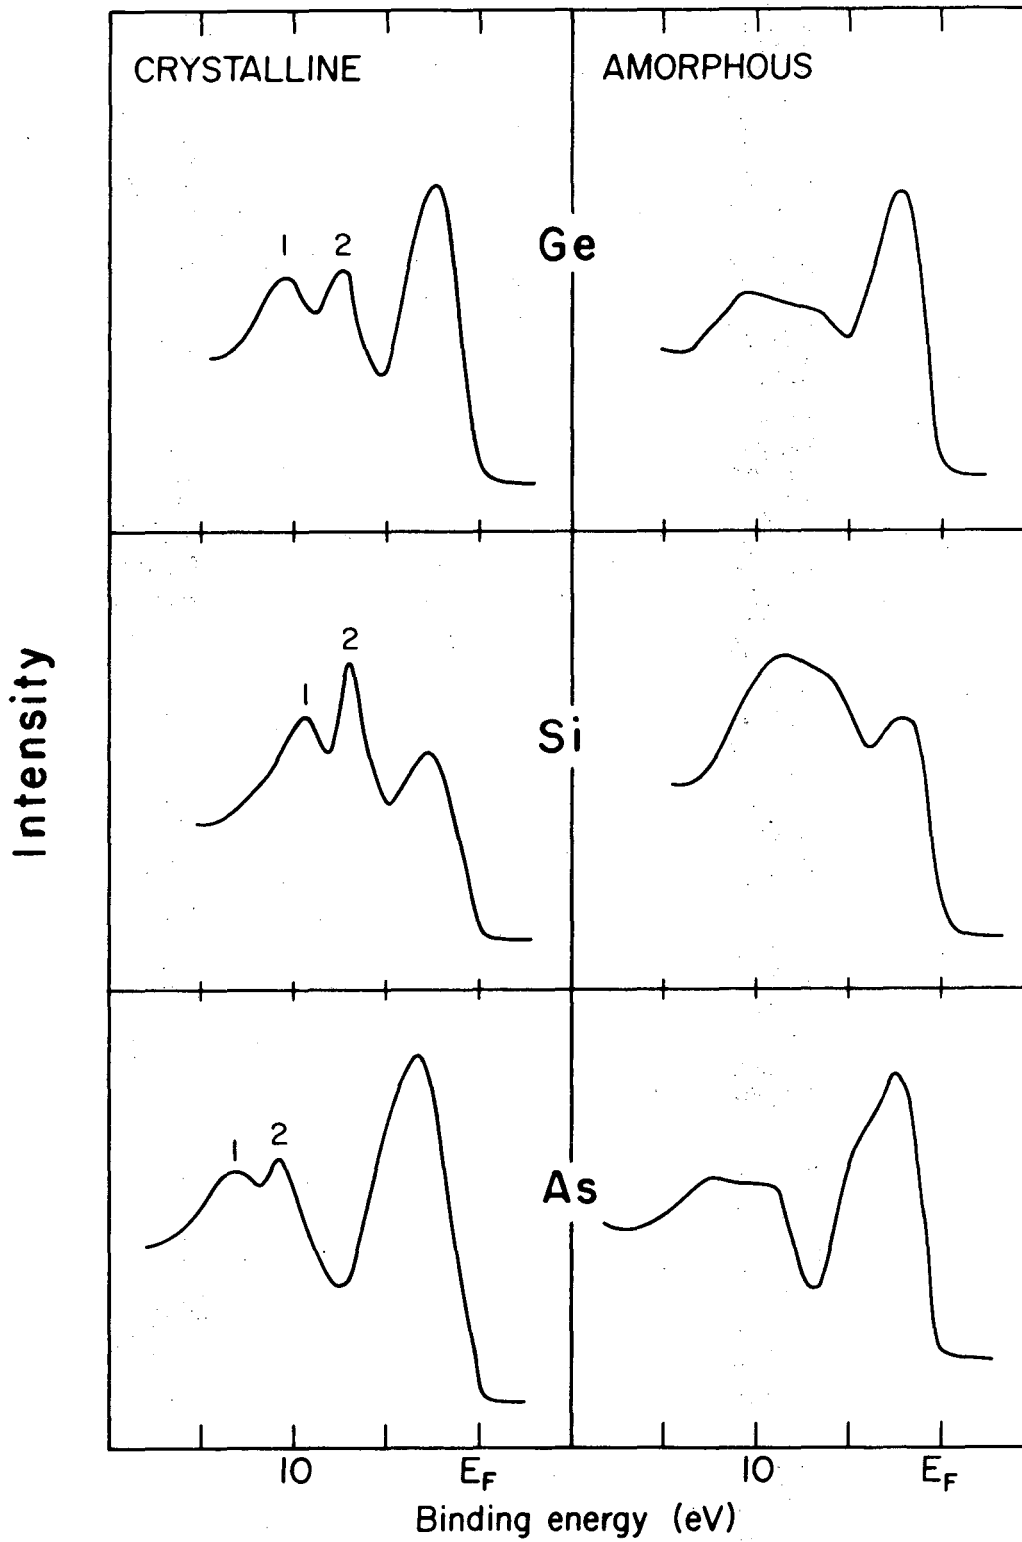 CRYSTALLINE
AMORPHOUS
1 2
Ge
1 2
Si
1 2
As
Intensity
10 E_F 10 E_F
Binding energy (eV)